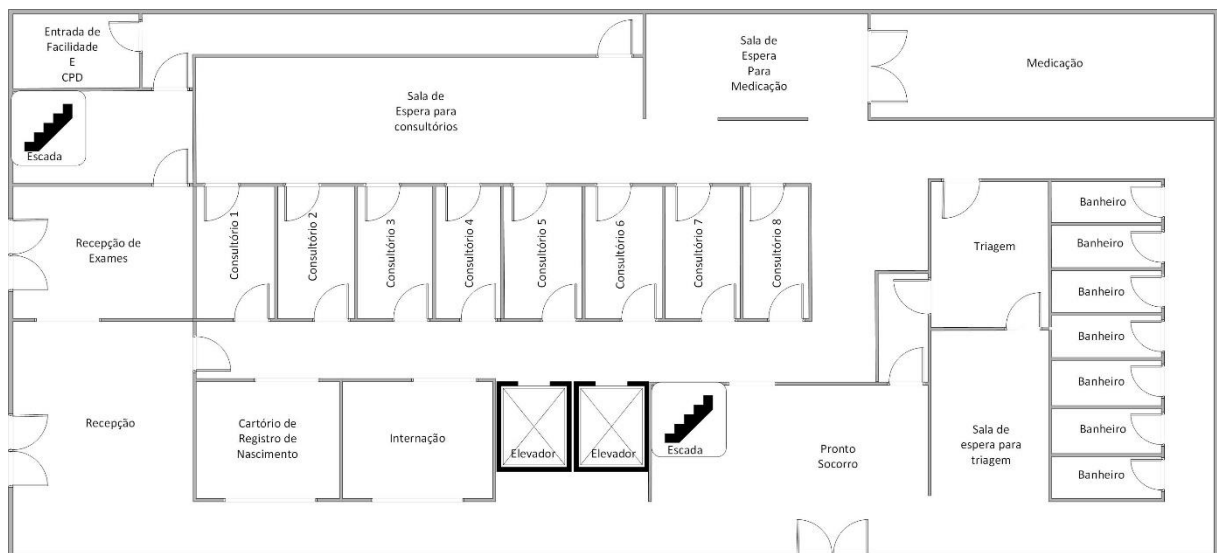 Entrada de
Facilidade
E
CPD
Escada
Sala de
Espera para
consultórios
Sala de
Espera
Para
Medicação
Medicação
Recepção de
Exames
Consultório 1
Consultório 2
Consultório 3
Consultório 4
Consultório 5
Consultório 6
Consultório 7
Consultório 8
Triagem
Banheiro
Banheiro
Banheiro
Banheiro
Banheiro
Banheiro
Banheiro
Recepção
Cartório de
Registro de
Nascimento
Internação
Elevador
Elevador
Escada
Pronto
Socorro
Sala de
espera para
triagem